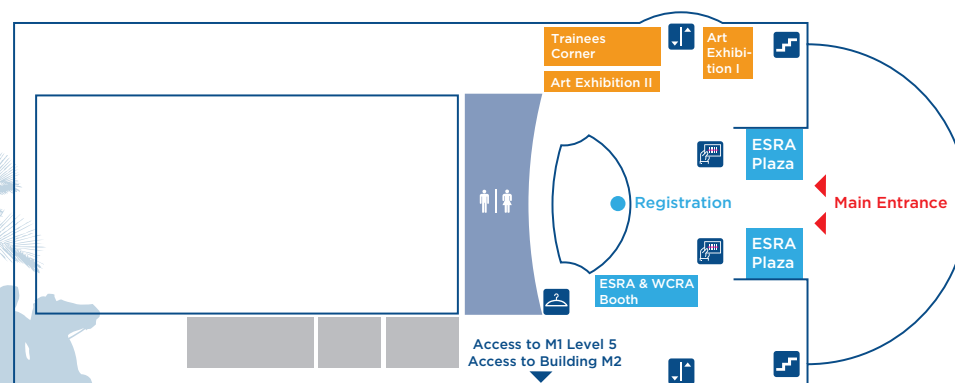 Trainees
Corner
Art
Exhibi-
tion I
Art Exhibition II
ESRA
Plaza
Registration
Main Entrance
ESRA
Plaza
ESRA & WCRA
Booth
Access to M1 Level 5
Access to Building M2